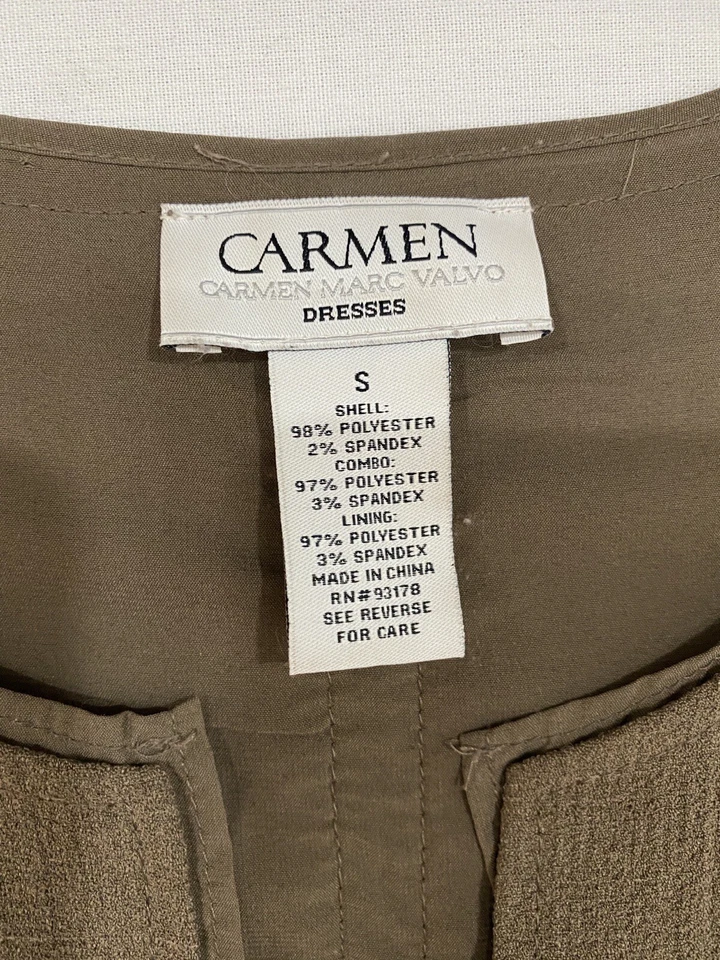 CARMEN
CARMEN MARC VALVO
DRESSES
S
SHELL:
98% POLYESTER
2% SPANDEX
COMBO:
97% POLYESTER
3% SPANDEX
LINING:
97% POLYESTER
3% SPANDEX
MADE IN CHINA
RN#93178
SEE REVERSE
FOR CARE